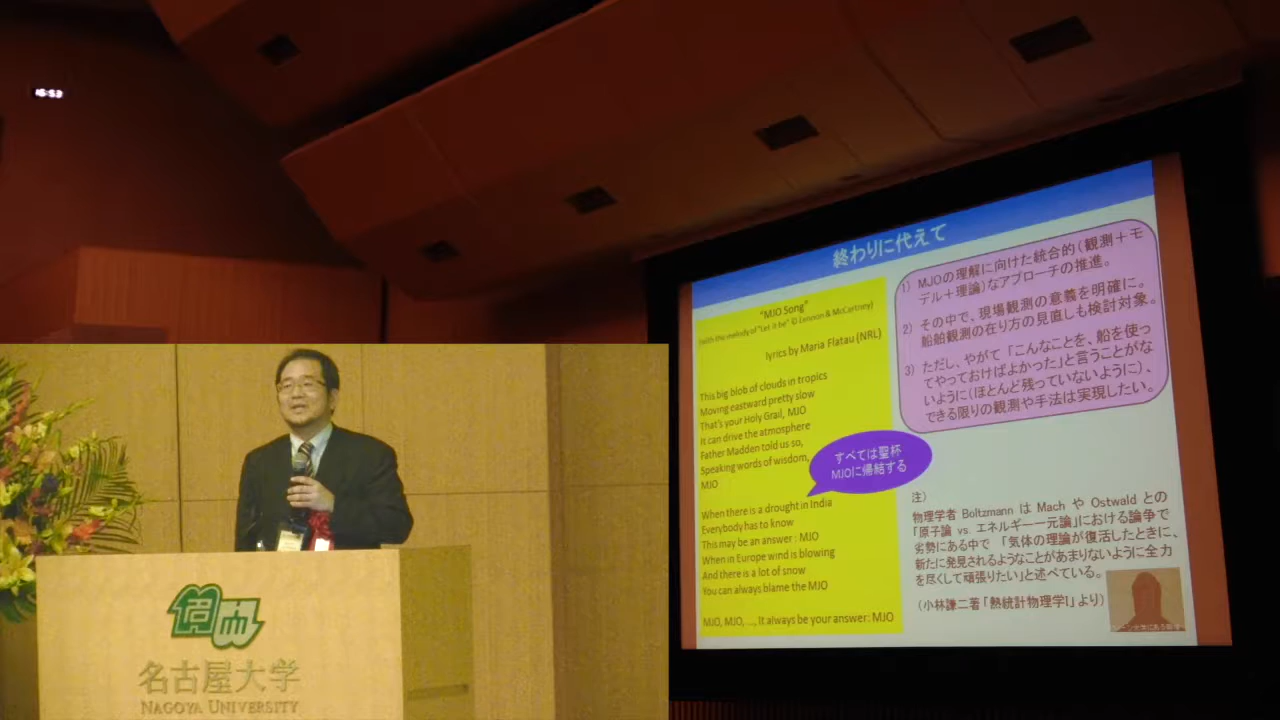 15:53
終わりに代えて
"MJO Song"
(with the melody of "Let it be" © Lennon & McCartney)
lyrics by Maria Flatau (NRL)
This big blob of clouds in tropics
Moving eastward pretty slow
That's your Holy Grail, MJO
It can drive the atmosphere
Father Madden told us so,
Speaking words of wisdom,
MJO
When there is a drought in India
Everybody has to know
This may be an answer : MJO
When in Europe wind is blowing
And there is a lot of snow
You can always blame the MJO
MJO, MJO, ..., It always be your answer: MJO
すべては聖杯
MJOに帰結する
1) MJOの理解に向けた統合的(観測+モ
デル+理論)なアプローチの推進。
2) その中で、現場観測の意義を明確に。
船舶観測の在り方の見直しも検討対象。
3) ただし、やがて「こんなことを、船を使っ
てやっておけばよかった」と言うことがな
いように(ほとんど残っていないように)、
できる限りの観測や手法は実現したい。
注)
物理学者 Boltzmann は Mach や Ostwald との
「原子論 vs. エネルギー一元論」における論争で
劣勢にある中で 「気体の理論が復活したときに、
新たに発見されるようなことがあまりないように全力
を尽くして頑張りたい」と述べている。
(小林謙二著「熱統計物理学I」より)
名古屋大学
NAGOYA UNIVERSITY